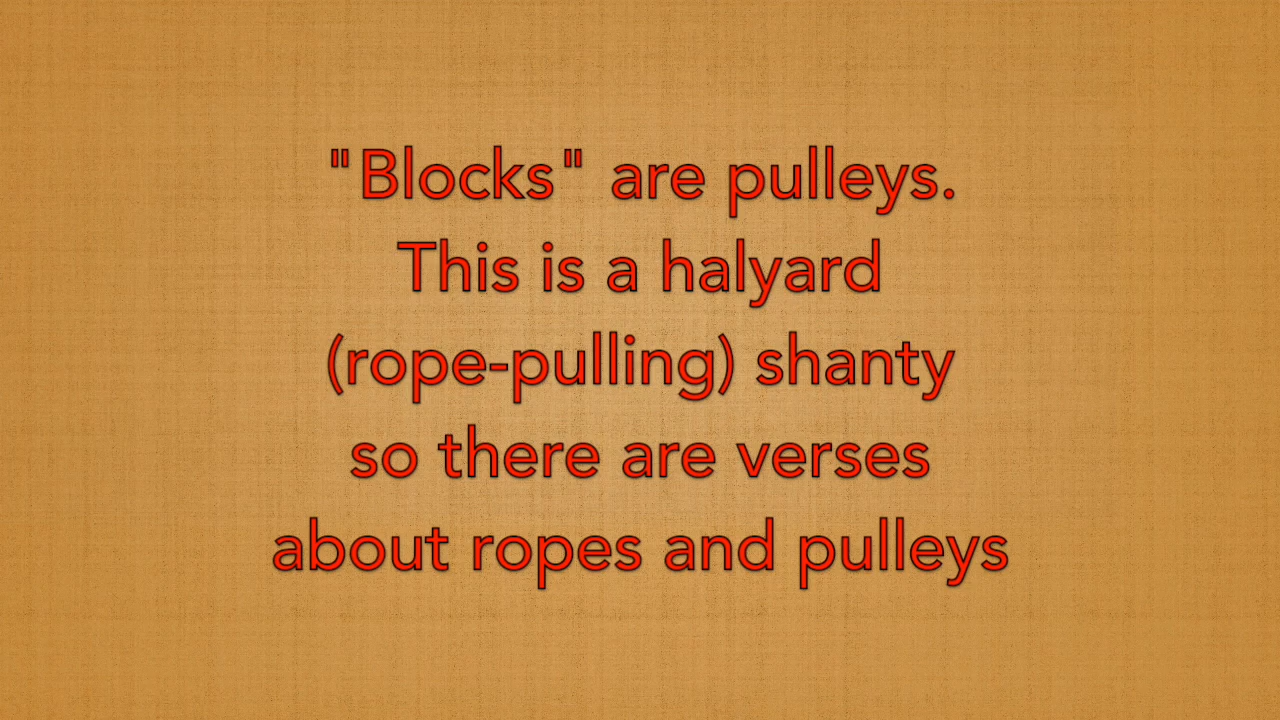 "Blocks" are pulleys.
This is a halyard
(rope-pulling) shanty
so there are verses
about ropes and pulleys